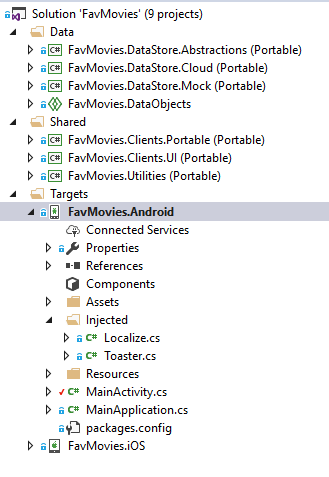 Solution 'FavMovies' (9 projects)
Data
C# FavMovies.DataStore.Abstractions (Portable)
C# FavMovies.DataStore.Cloud (Portable)
C# FavMovies.DataStore.Mock (Portable)
FavMovies.DataObjects
Shared
C# FavMovies.Clients.Portable (Portable)
C# FavMovies.Clients.UI (Portable)
C# FavMovies.Utilities (Portable)
Targets
FavMovies.Android
Connected Services
Properties
References
Components
Assets
Injected
C# Localize.cs
C# Toaster.cs
Resources
C# MainActivity.cs
C# MainApplication.cs
packages.config
FavMovies.iOS